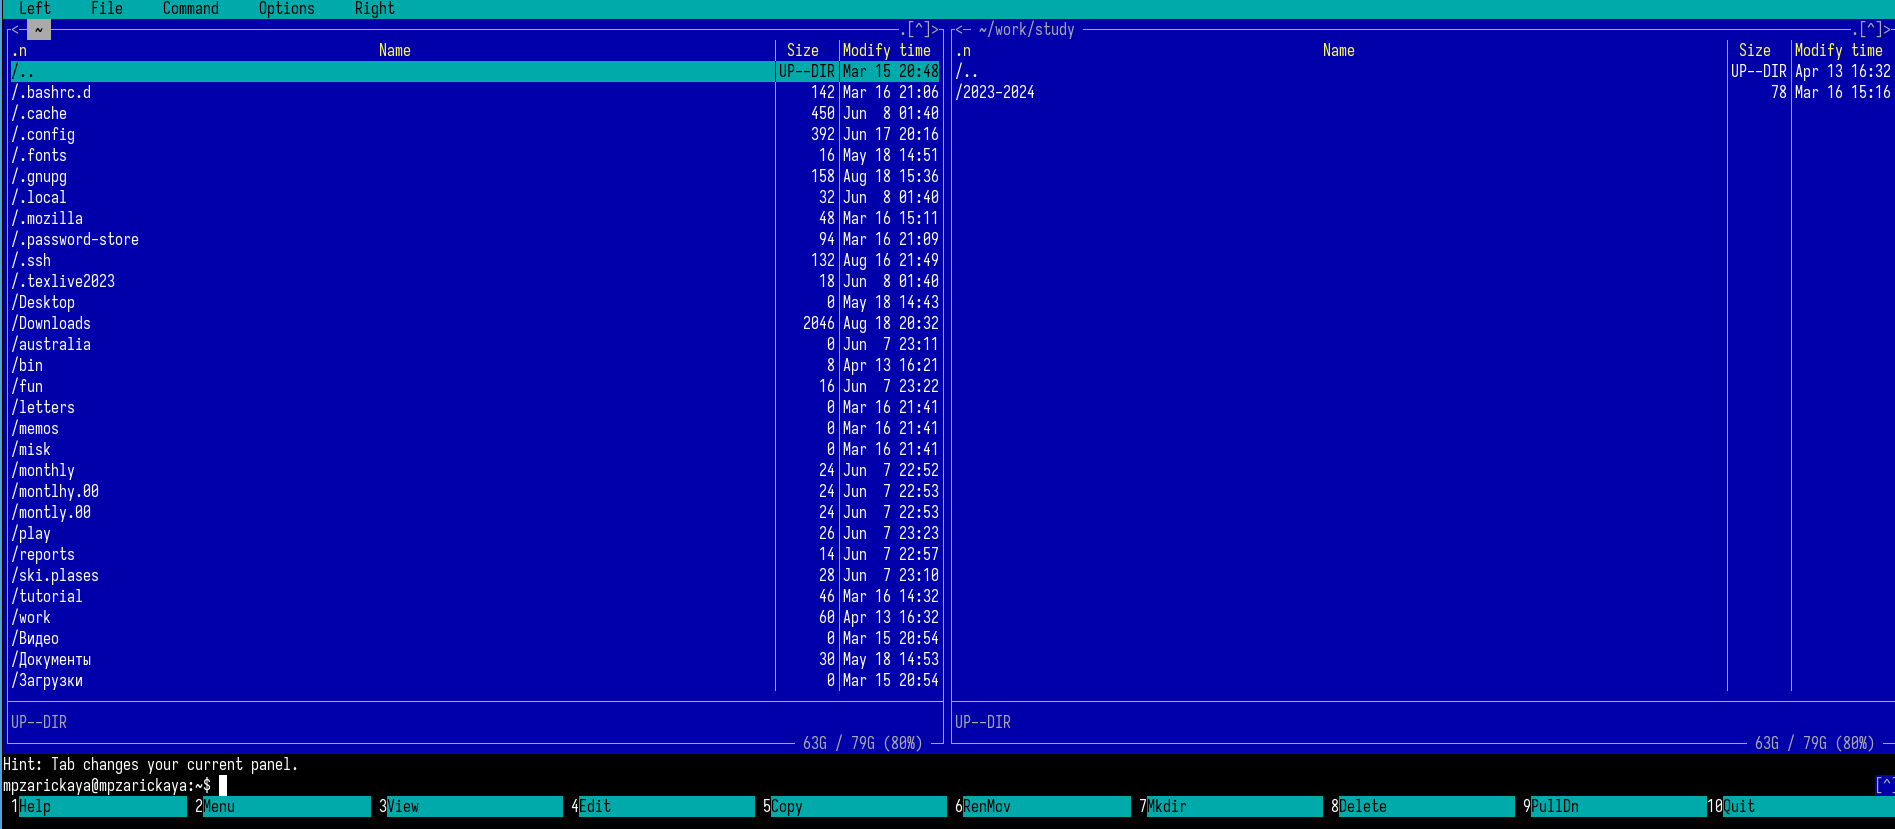 Left File Command Options Right
<- ~ .[^]> <- ~/work/study .[^]>
.n Name Size Modify time .n Name Size Modify time
/.. UP--DIR Mar 15 20:48 /.. UP--DIR Apr 13 16:32
/.bashrc.d 142 Mar 16 21:06 /2023-2024 78 Mar 16 15:16
/.cache 450 Jun 8 01:40
/.config 392 Jun 17 20:16
/.fonts 16 May 18 14:51
/.gnupg 158 Aug 18 15:36
/.local 32 Jun 8 01:40
/.mozilla 48 Mar 16 15:11
/.password-store 94 Mar 16 21:09
/.ssh 132 Aug 16 21:49
/.texlive2023 18 Jun 8 01:40
/Desktop 0 May 18 14:43
/Downloads 2046 Aug 18 20:32
/australia 0 Jun 7 23:11
/bin 8 Apr 13 16:21
/fun 16 Jun 7 23:22
/letters 0 Mar 16 21:41
/memos 0 Mar 16 21:41
/misk 0 Mar 16 21:41
/monthly 24 Jun 7 22:52
/montlhy.00 24 Jun 7 22:53
/montly.00 24 Jun 7 22:53
/play 26 Jun 7 23:23
/reports 14 Jun 7 22:57
/ski.plases 28 Jun 7 23:10
/tutorial 46 Mar 16 14:32
/work 60 Apr 13 16:32
/Видео 0 Mar 15 20:54
/Документы 30 May 18 14:53
/Загрузки 0 Mar 15 20:54
UP--DIR UP--DIR
63G / 79G (80%) 63G / 79G (80%)
Hint: Tab changes your current panel.
mpzarickaya@mpzarickaya:~$ [^]
1Help 2Menu 3View 4Edit 5Copy 6RenMov 7Mkdir 8Delete 9PullDn 10Quit